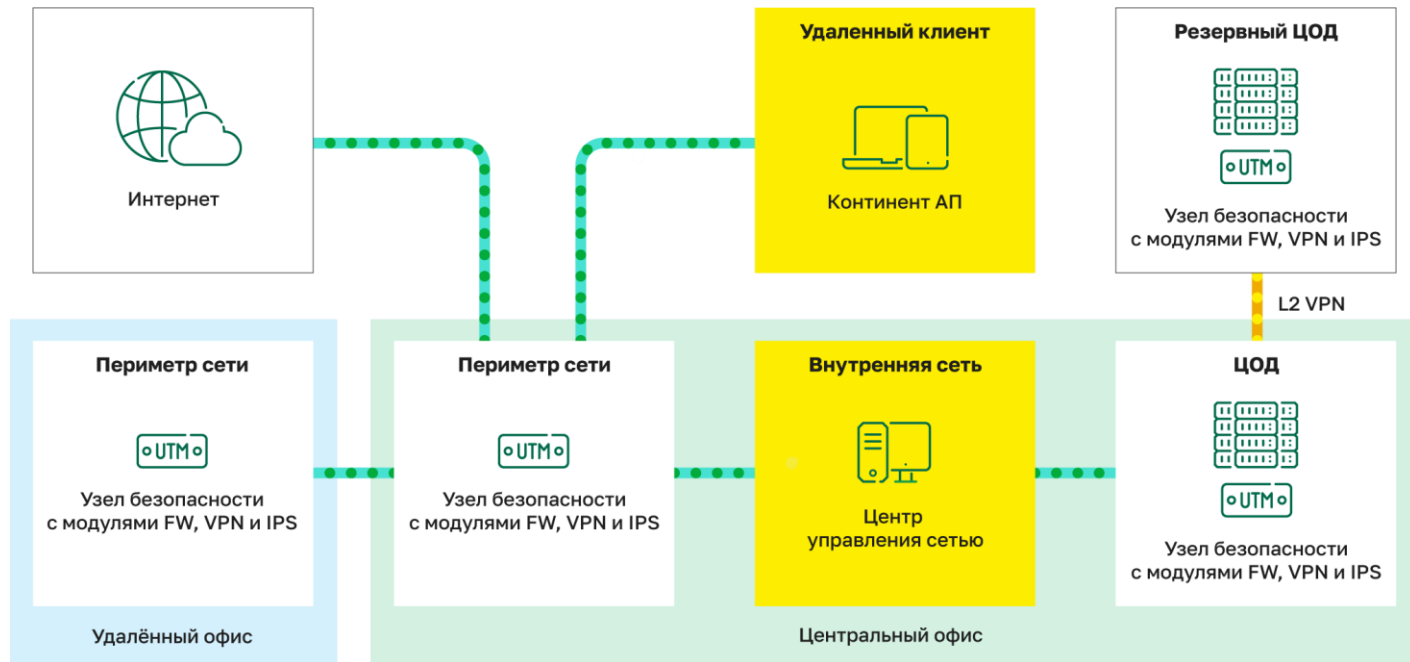 Интернет
Удаленный клиент
Континент АП
Резервный ЦОД
UTM
Узел безопасности
с модулями FW, VPN и IPS
L2 VPN
Периметр сети
UTM
Узел безопасности
с модулями FW, VPN и IPS
Удалённый офис
Периметр сети
UTM
Узел безопасности
с модулями FW, VPN и IPS
Внутренняя сеть
Центр
управления сетью
ЦОД
UTM
Узел безопасности
с модулями FW, VPN и IPS
Центральный офис